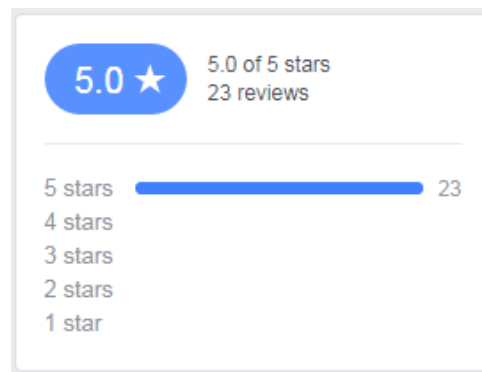 5.0 ★
5.0 of 5 stars
23 reviews
5 stars 23
4 stars
3 stars
2 stars
1 star